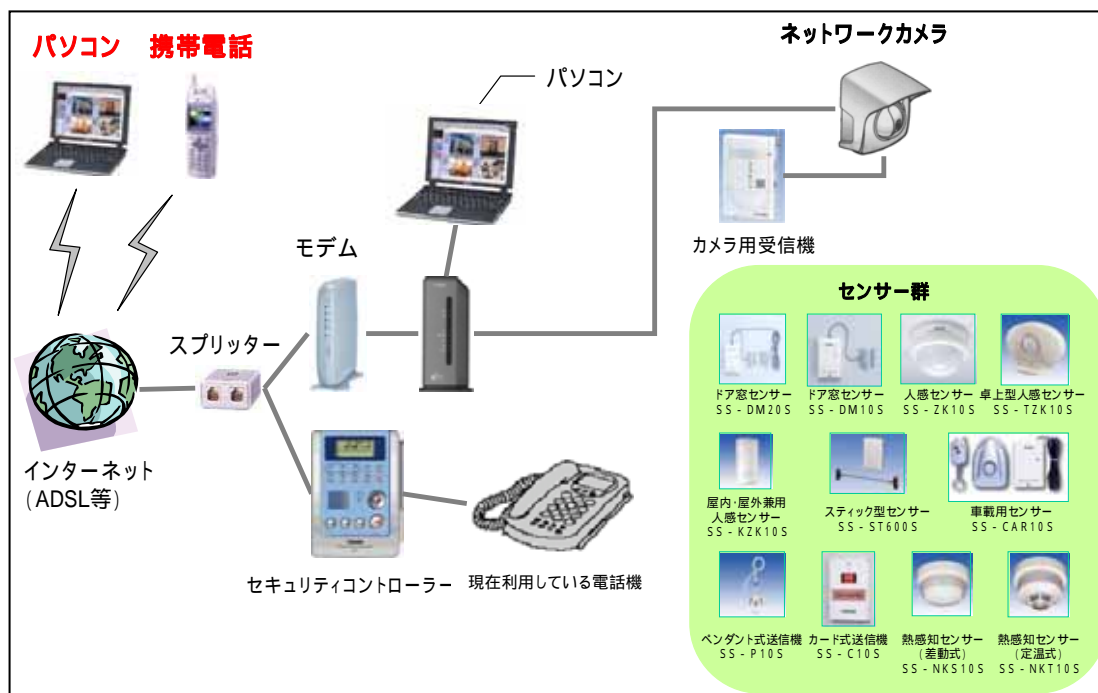 パソコン 携帯電話
ネットワークカメラ
パソコン
カメラ用受信機
モデム
スプリッター
インターネット
(ADSL等)
セキュリティコントローラー
現在利用している電話機
センサー群
ドア窓センサー
SS-DM20S
ドア窓センサー
SS-DM10S
人感センサー
SS-ZK10S
卓上型人感センサー
SS-TZK10S
屋内・屋外兼用
人感センサー
SS-KZK10S
スティック型センサー
SS-ST600S
車載用センサー
SS-CAR10S
ペンダント式送信機
SS-P10S
カード式送信機
SS-C10S
熱感知センサー
(差動式)
SS-NKS10S
熱感知センサー
(定温式)
SS-NKT10S